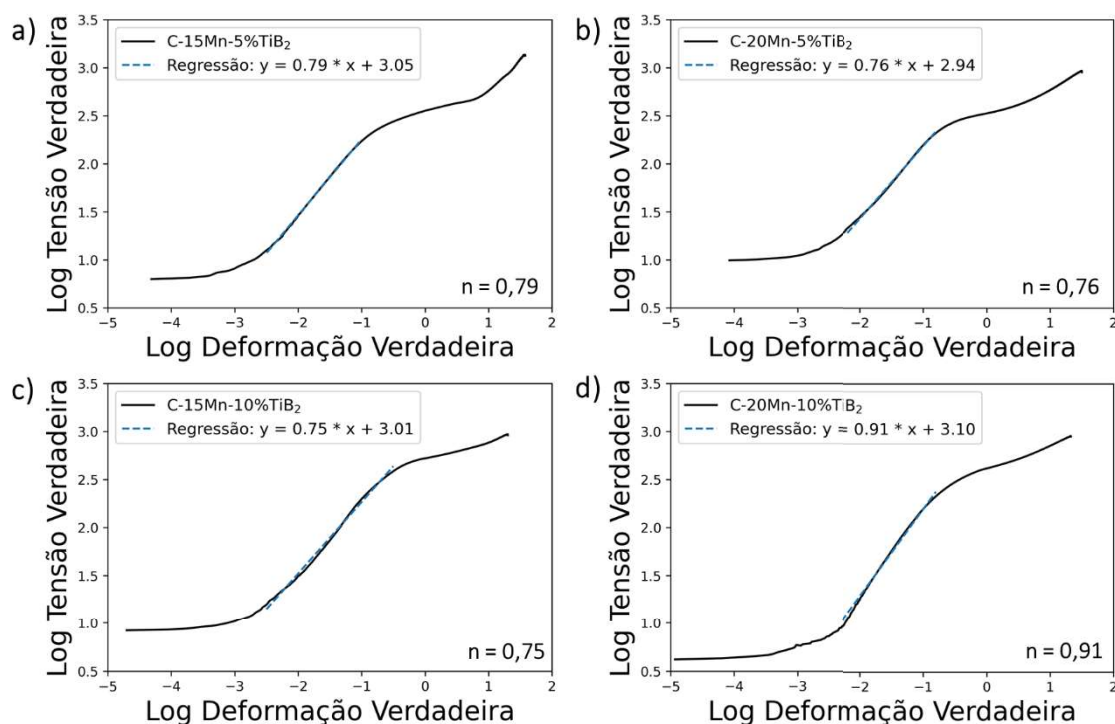 a)
C-15Mn-5%TiB₂
Regressão: y = 0.79 * x + 3.05
Log Tensão Verdadeira
3.5
3.0
2.5
2.0
1.5
1.0
0.5
n = 0,79
−5 −4 −3 −2 −1 0 1 2
Log Deformação Verdadeira
b)
C-20Mn-5%TiB₂
Regressão: y = 0.76 * x + 2.94
Log Tensão Verdadeira
3.5
3.0
2.5
2.0
1.5
1.0
0.5
n = 0,76
−5 −4 −3 −2 −1 0 1 2
Log Deformação Verdadeira
c)
C-15Mn-10%TiB₂
Regressão: y = 0.75 * x + 3.01
Log Tensão Verdadeira
3.5
3.0
2.5
2.0
1.5
1.0
0.5
n = 0,75
−5 −4 −3 −2 −1 0 1 2
Log Deformação Verdadeira
d)
C-20Mn-10%TiB₂
Regressão: y = 0.91 * x + 3.10
Log Tensão Verdadeira
3.5
3.0
2.5
2.0
1.5
1.0
0.5
n = 0,91
−5 −4 −3 −2 −1 0 1 2
Log Deformação Verdadeira